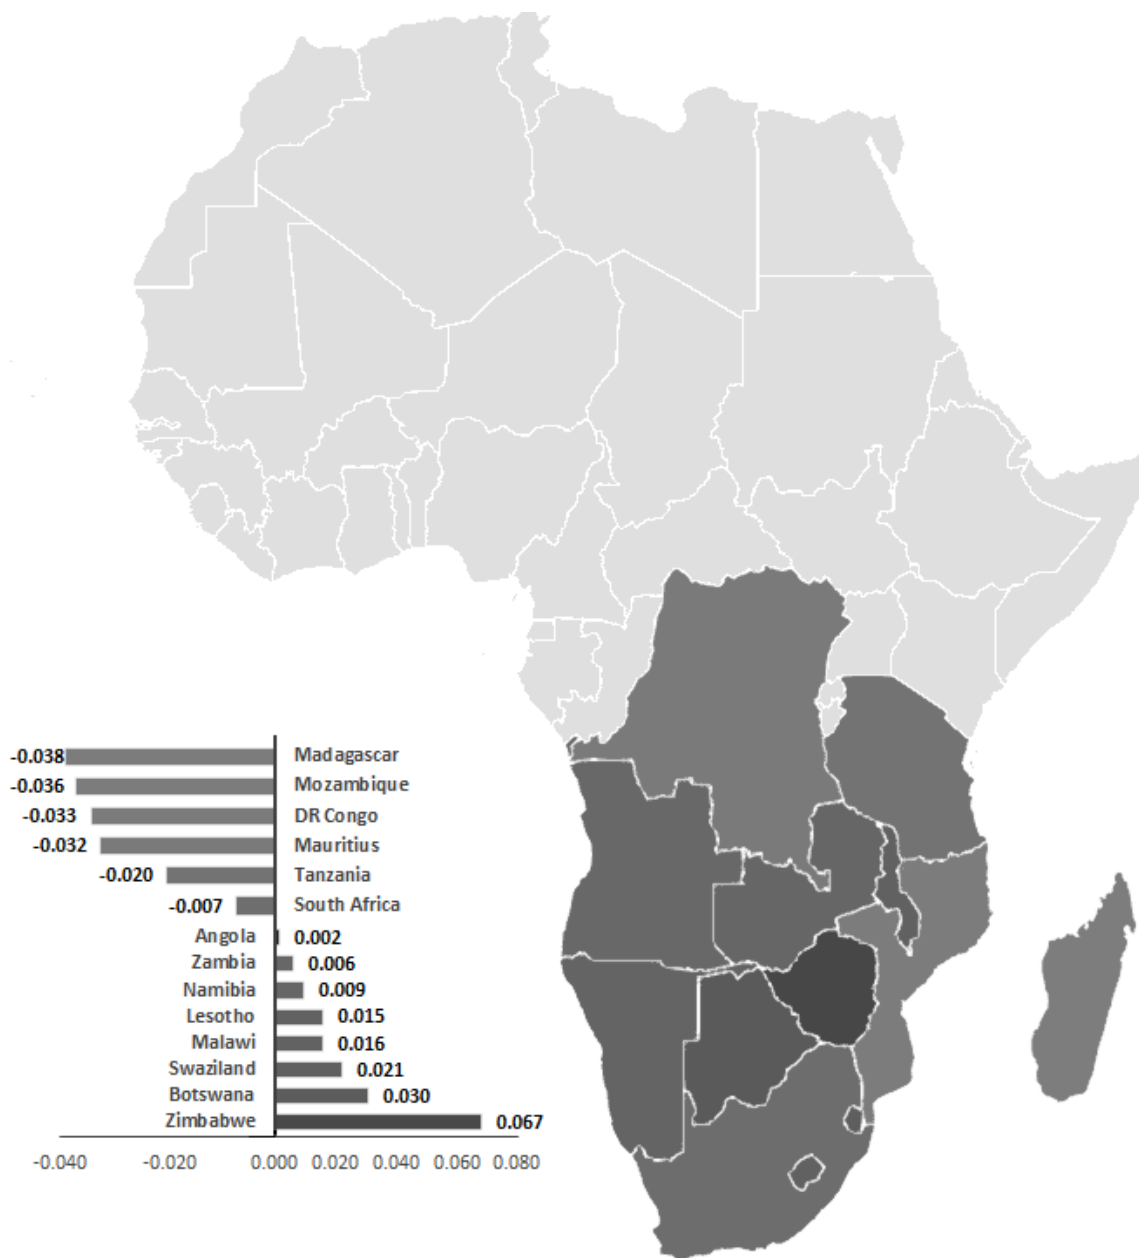 -0.038 Madagascar
-0.036 Mozambique
-0.033 DR Congo
-0.032 Mauritius
-0.020 Tanzania
-0.007 South Africa
Angola 0.002
Zambia 0.006
Namibia 0.009
Lesotho 0.015
Malawi 0.016
Swaziland 0.021
Botswana 0.030
Zimbabwe 0.067
-0.040 -0.020 0.000 0.020 0.040 0.060 0.080